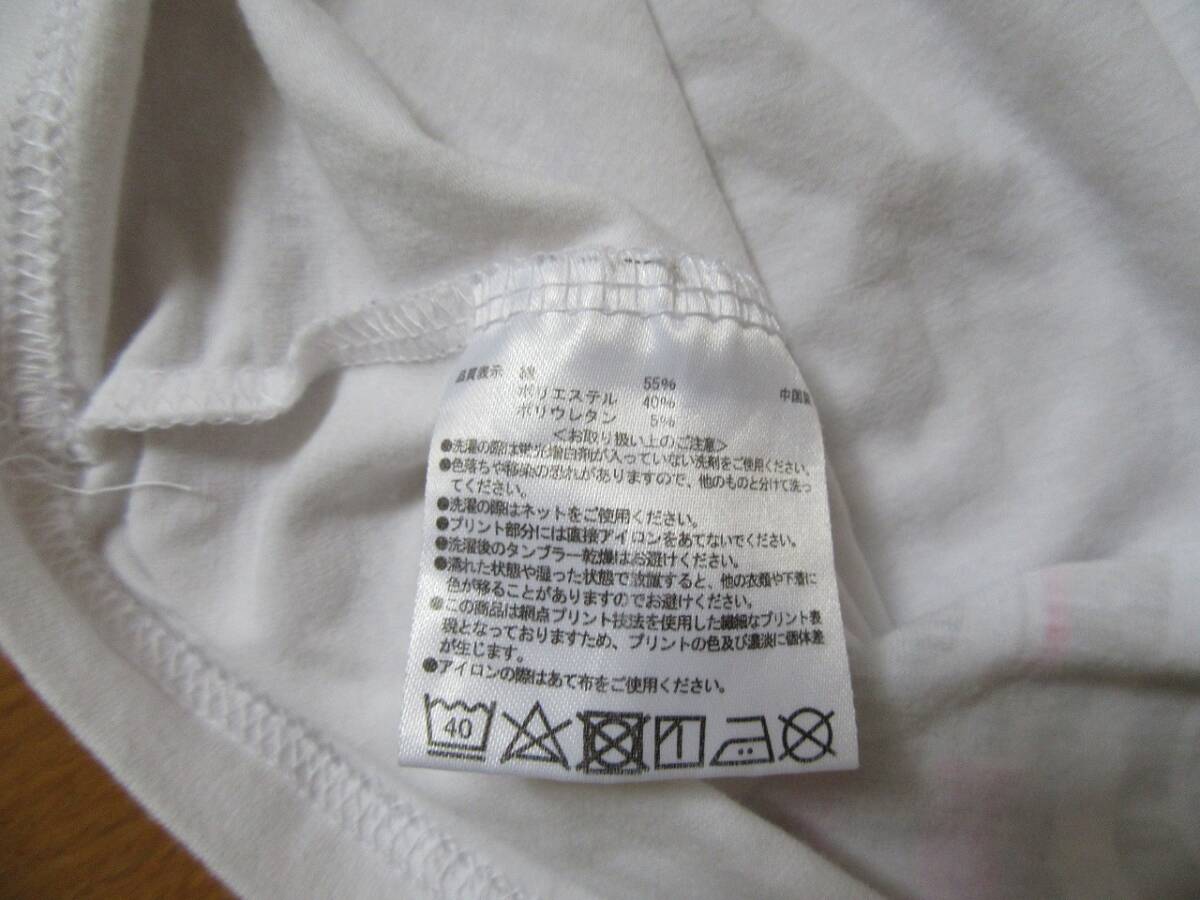 品質表示 綿 55% 中国製
ポリエステル 40%
ポリウレタン 5%
<お取り扱い上のご注意>
●洗濯の際は蛍光増白剤が入っていない洗剤をご使用ください。
●色落ちや移染の恐れがありますので、他のものと分けて洗っ
てください。
●洗濯の際はネットをご使用ください。
●プリント部分には直接アイロンをあてないでください。
●洗濯後のタンブラー乾燥はお避けください。
●濡れた状態や湿った状態で放置すると、他の衣類や下着に
色が移ることがありますのでお避けください。
●この商品は網点プリント技法を使用した繊細なプリント表
現となっておりますため、プリントの色及び濃淡に個体差
が生じます。
●アイロンの際はあて布をご使用ください。
40